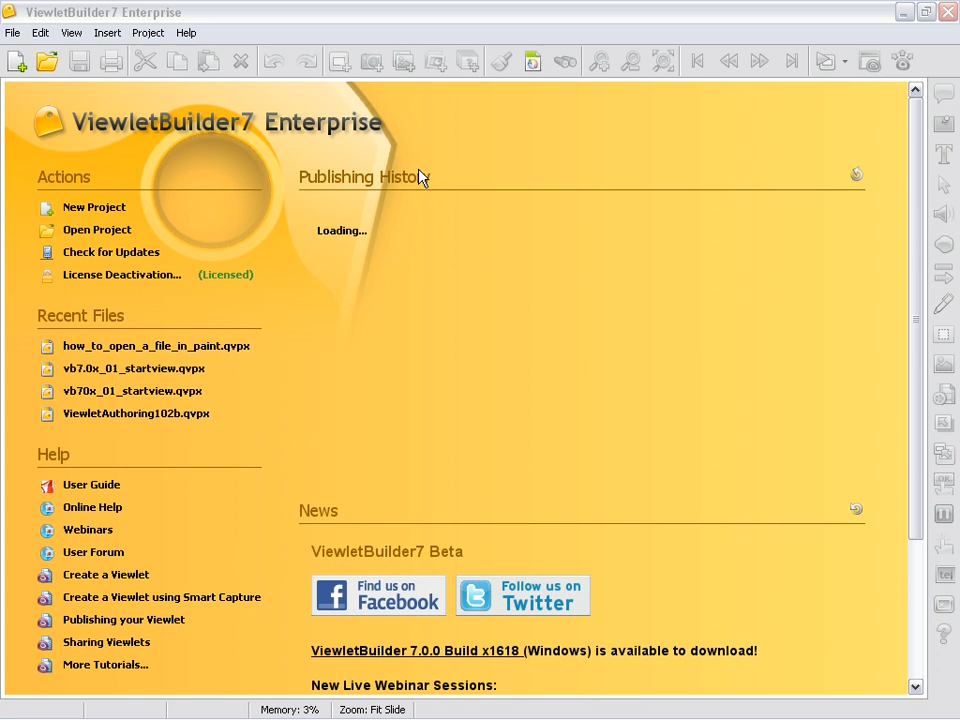 ViewletBuilder7 Enterprise
File Edit View Insert Project Help
ViewletBuilder7 Enterprise
Actions
New Project
Open Project
Check for Updates
License Deactivation... (Licensed)
Recent Files
how_to_open_a_file_in_paint.qvpx
vb7.0x_01_startview.qvpx
vb70x_01_startview.qvpx
ViewletAuthoring102b.qvpx
Help
User Guide
Online Help
Webinars
User Forum
Create a Viewlet
Create a Viewlet using Smart Capture
Publishing your Viewlet
Sharing Viewlets
More Tutorials...
Publishing History
Loading...
News
ViewletBuilder7 Beta
Find us on
Facebook
Follow us on
Twitter
ViewletBuilder 7.0.0 Build x1618 (Windows) is available to download!
New Live Webinar Sessions:
Memory: 3% Zoom: Fit Slide